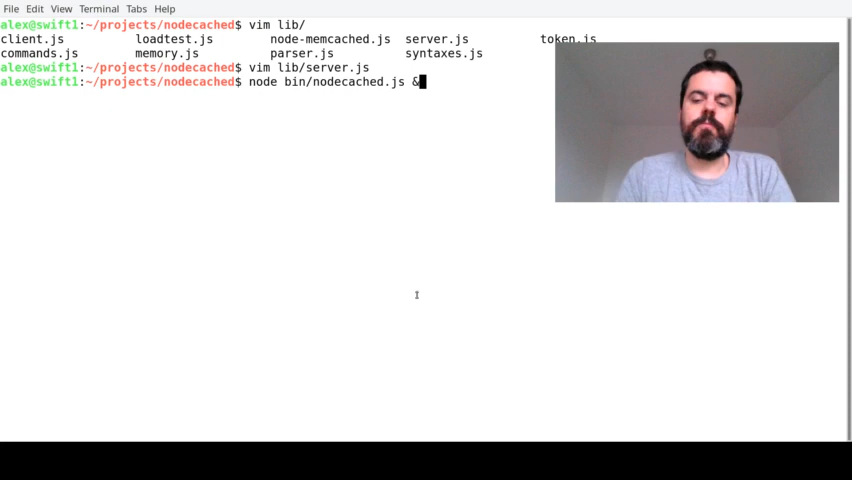 File Edit View Terminal Tabs Help
alex@swift1:~/projects/nodecached$ vim lib/
client.js loadtest.js node-memcached.js server.js token.js
commands.js memory.js parser.js syntaxes.js
alex@swift1:~/projects/nodecached$ vim lib/server.js
alex@swift1:~/projects/nodecached$ node bin/nodecached.js &